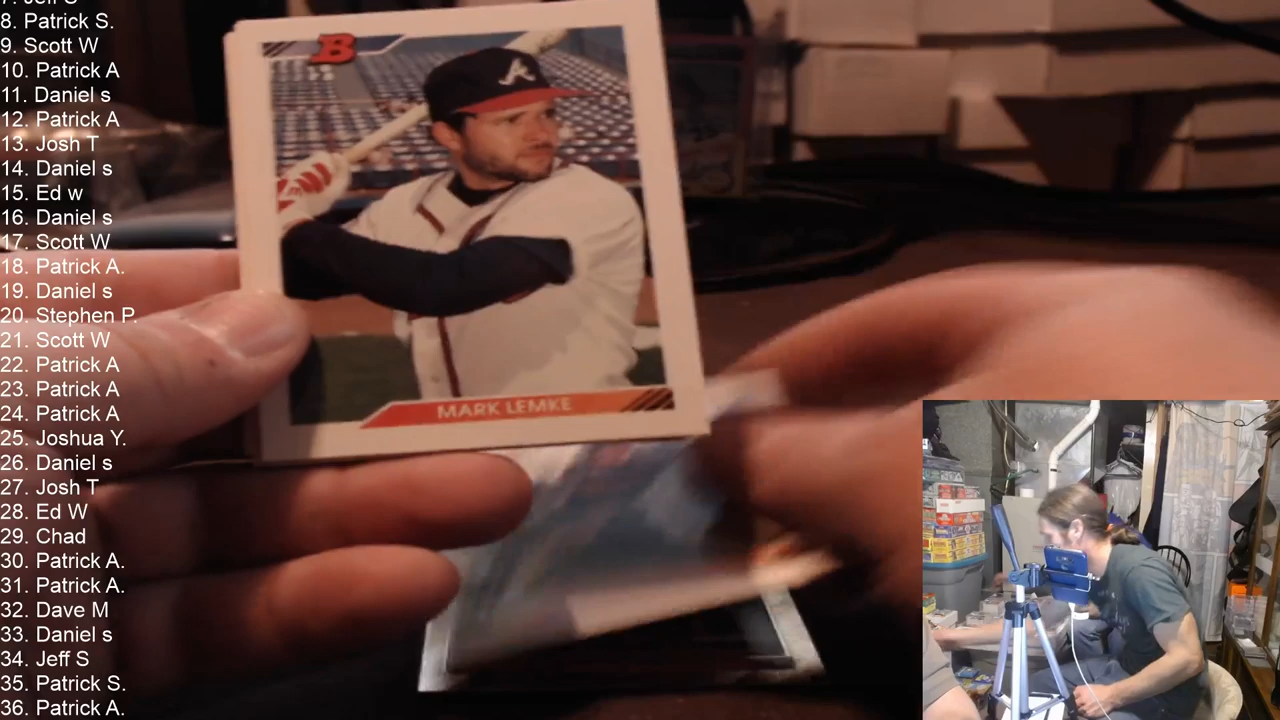 7. Jeff S
8. Patrick S.
9. Scott W
10. Patrick A
11. Daniel s
12. Patrick A
13. Josh T
14. Daniel s
15. Ed w
16. Daniel s
17. Scott W
18. Patrick A.
19. Daniel s
20. Stephen P.
21. Scott W
22. Patrick A
23. Patrick A
24. Patrick A
25. Joshua Y.
26. Daniel s
27. Josh T
28. Ed W
29. Chad
30. Patrick A.
31. Patrick A.
32. Dave M
33. Daniel s
34. Jeff S
35. Patrick S.
36. Patrick A.
B
A
MARK LEMKE